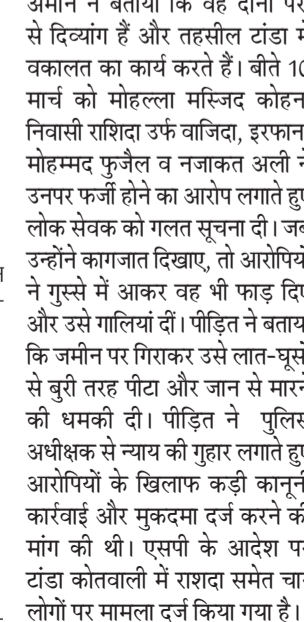 अमान ने बताया कि वह दोनों पैर
से दिव्यांग हैं और तहसील टांडा में
वकालत का कार्य करते हैं। बीते 10
मार्च को मोहल्ला मस्जिद कोहन
निवासी राशिदा उर्फ वाजिदा, इरफान
मोहम्मद फुजैल व नजाकत अली ने
उनपर फर्जी होने का आरोप लगाते हुए
लोक सेवक को गलत सूचना दी। जब
उन्होंने कागजात दिखाए, तो आरोपियों
ने गुस्से में आकर वह भी फाड़ दिए
और उसे गालियां दीं। पीड़ित ने बताया
कि जमीन पर गिराकर उसे लात-घूसों
से बुरी तरह पीटा और जान से मारने
की धमकी दी। पीड़ित ने पुलिस
अधीक्षक से न्याय की गुहार लगाते हुए
आरोपियों के खिलाफ कड़ी कानूनी
कार्रवाई और मुकदमा दर्ज करने की
मांग की थी। एसपी के आदेश पर
टांडा कोतवाली में राशदा समेत चार
लोगों पर मामला दर्ज किया गया है।